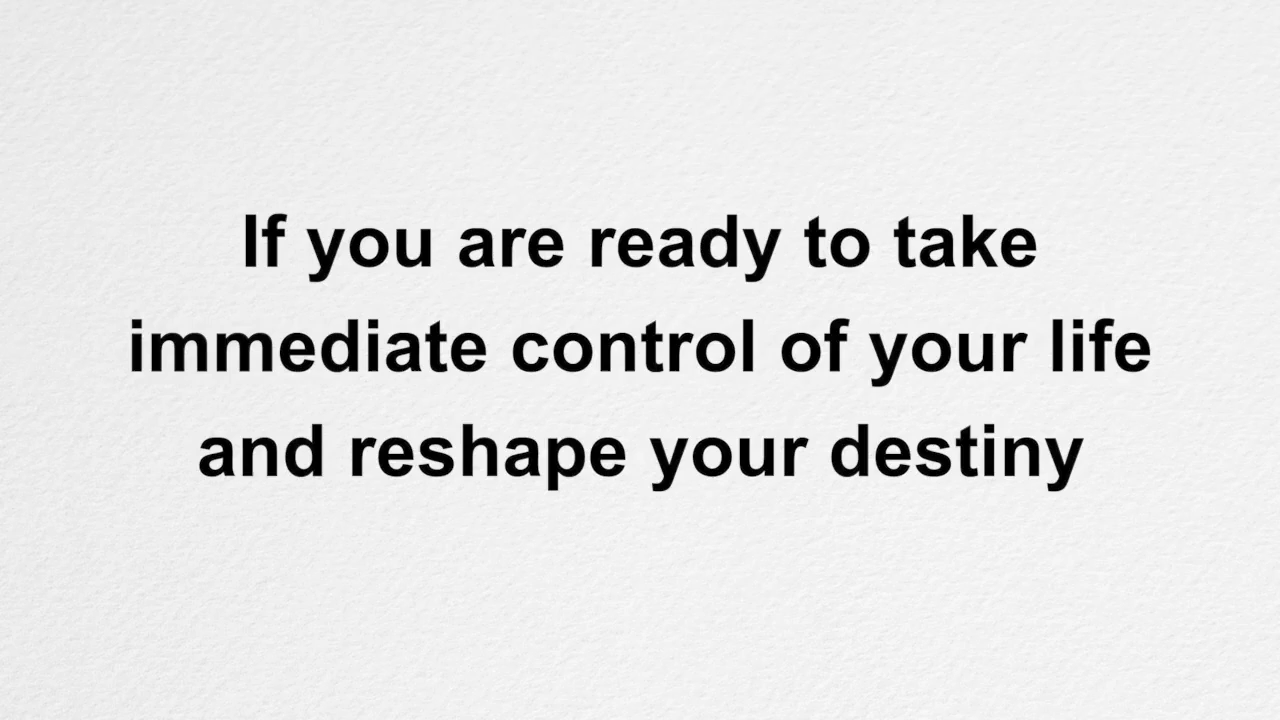 If you are ready to take
immediate control of your life
and reshape your destiny